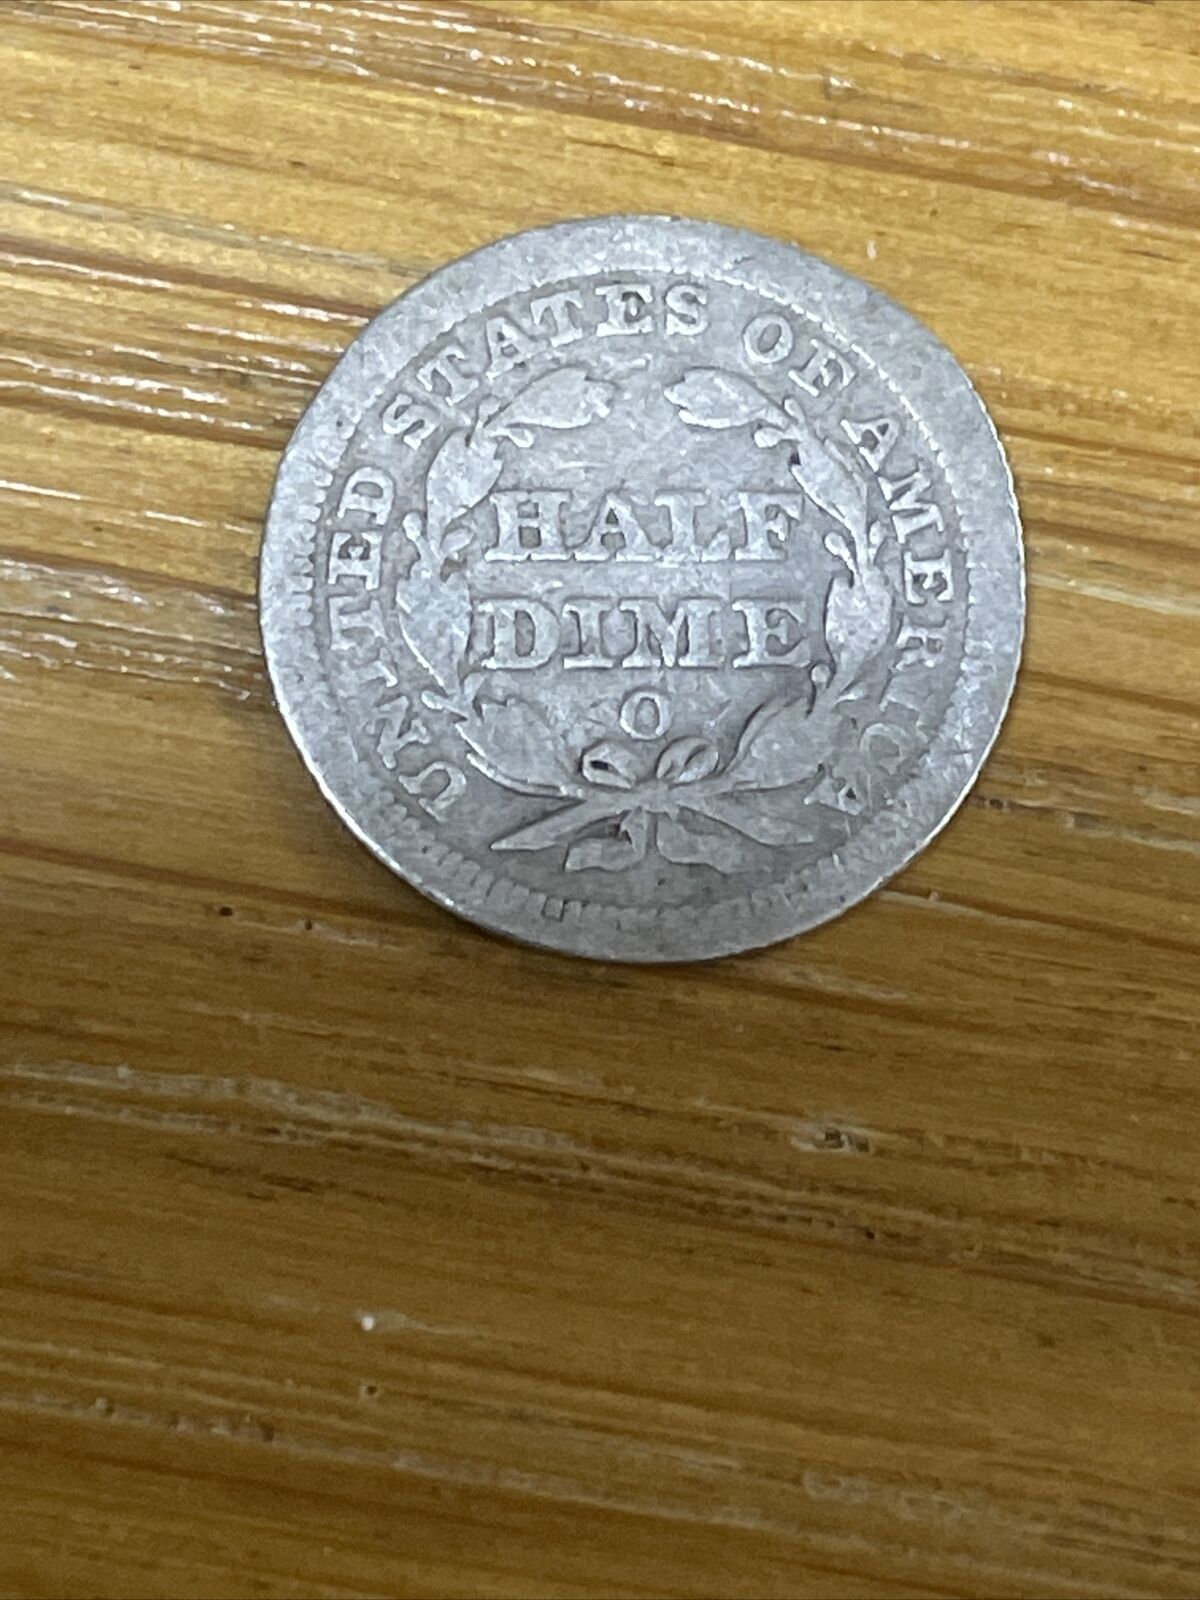 UNITED STATES OF AMERICA
HALF
DIME
O